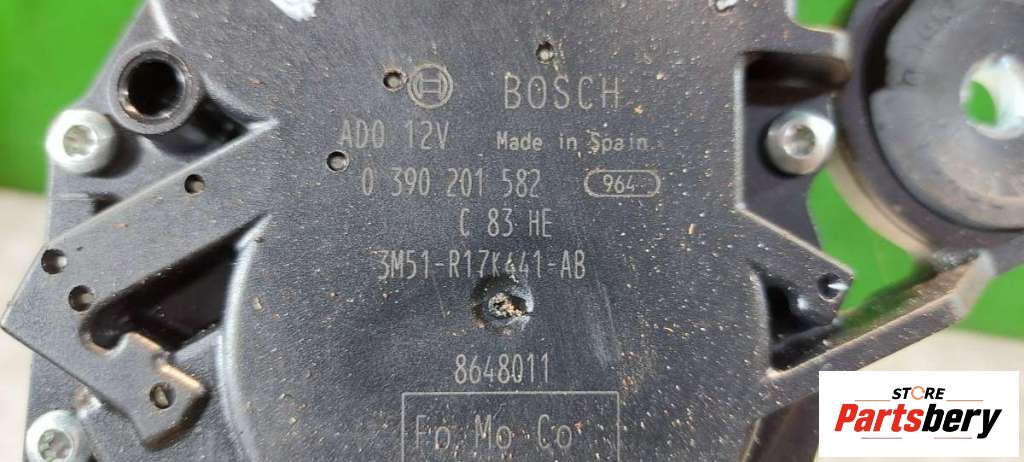 BOSCH
AD0 12V Made in Spain
0 390 201 582 964
C 83 HE
3M51-R17K441-AB
8648011
Fo Mo Co
STORE
Partsbery